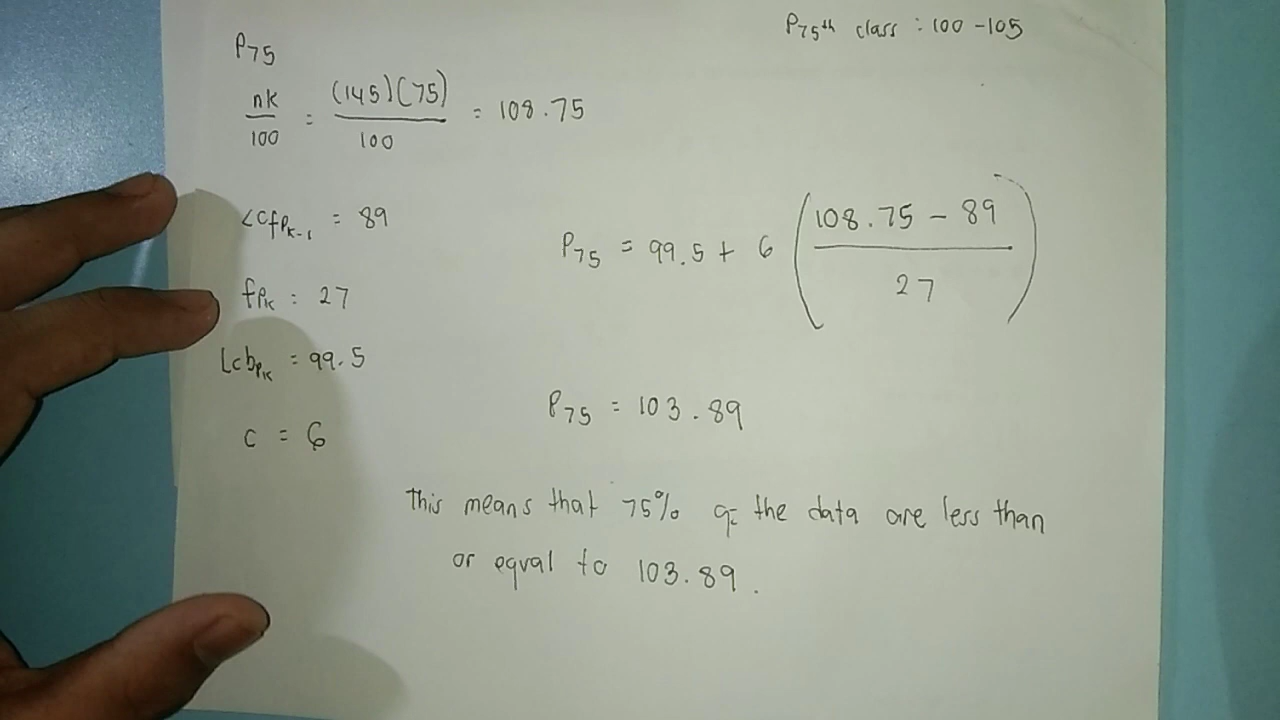 P75
P75th class : 100 - 105
nk/100 = (145)(75)/100 = 108.75
<cfPk-1 = 89
P75 = 99.5 + 6 (108.75 - 89 / 27)
fPk = 27
LcbPk = 99.5
P75 = 103.89
c = 6
This means that 75% of the data are less than
or equal to 103.89.